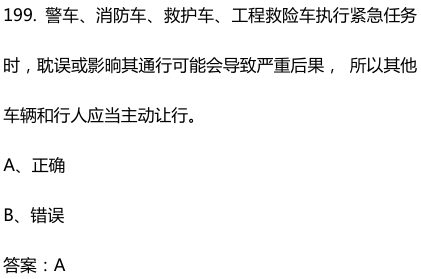 199. 警车、消防车、救护车、工程救险车执行紧急任务
时，耽误或影响其通行可能会导致严重后果， 所以其他
车辆和行人应当主动让行。
A、正确
B、错误
答案：A